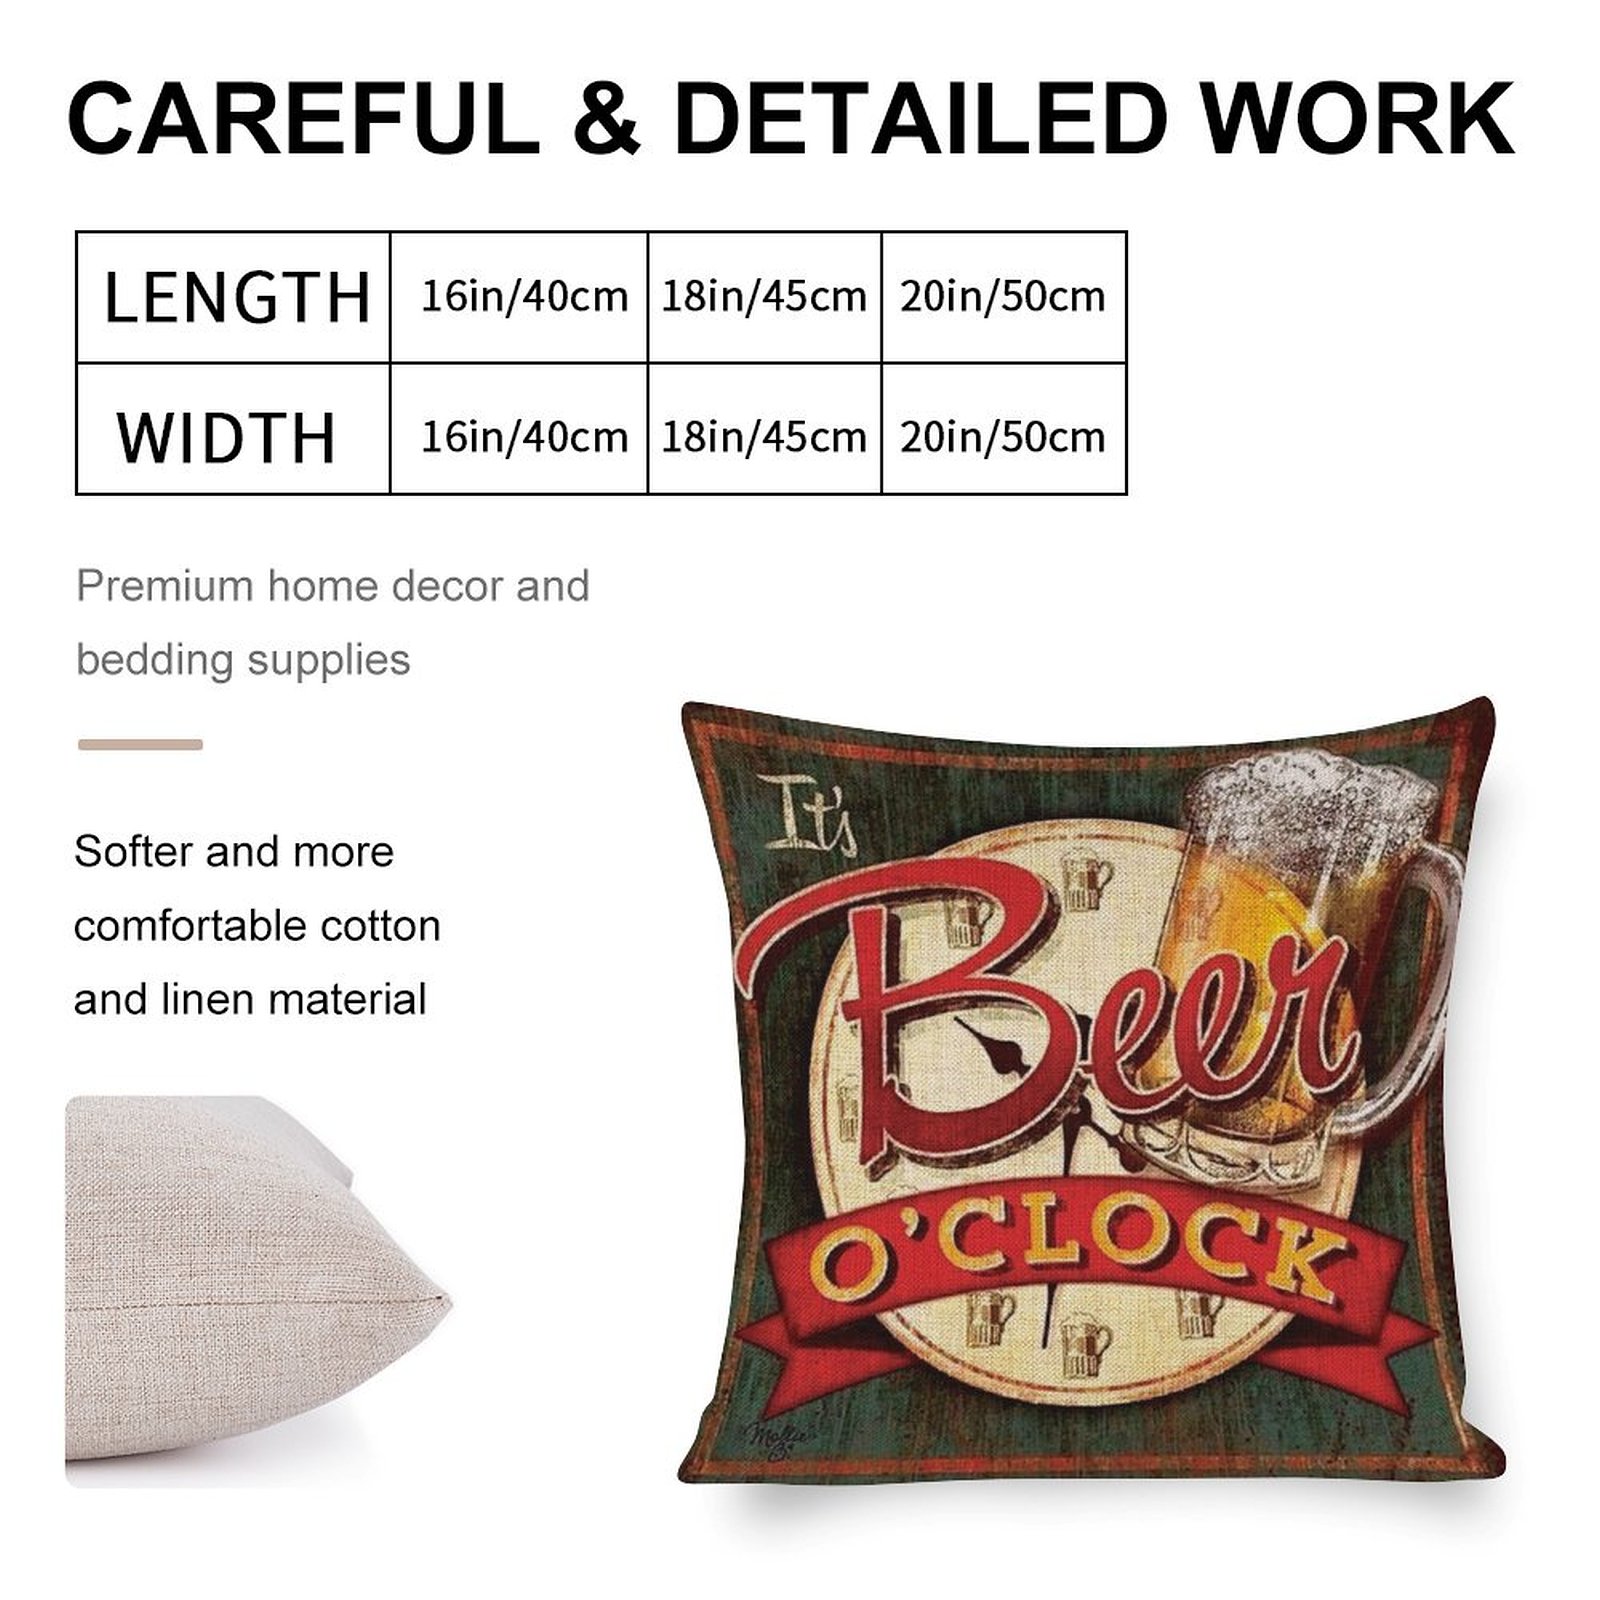 CAREFUL & DETAILED WORK
LENGTH 16in/40cm 18in/45cm 20in/50cm
WIDTH 16in/40cm 18in/45cm 20in/50cm
Premium home decor and
bedding supplies
Softer and more
comfortable cotton
and linen material
It's
Beer
O'CLOCK
Mollie
B.